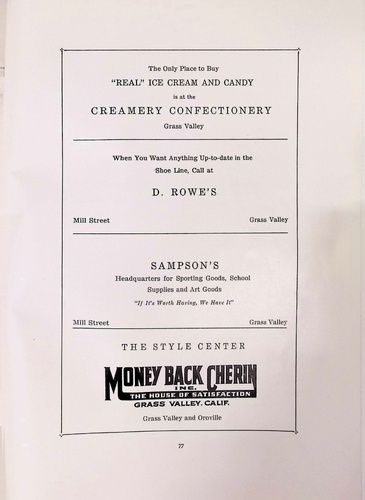 The Only Place to Buy
"REAL" ICE CREAM AND CANDY
is at the
CREAMERY CONFECTIONERY
Grass Valley
When You Want Anything Up-to-date in the
Shoe Line, Call at
D. ROWE'S
Mill Street Grass Valley
SAMPSON'S
Headquarters for Sporting Goods, School
Supplies and Art Goods
"If It's Worth Having, We Have It"
Mill Street Grass Valley
THE STYLE CENTER
MONEY BACK CHERIN
INC.
THE HOUSE OF SATISFACTION
GRASS VALLEY, CALIF.
Grass Valley and Oroville
77